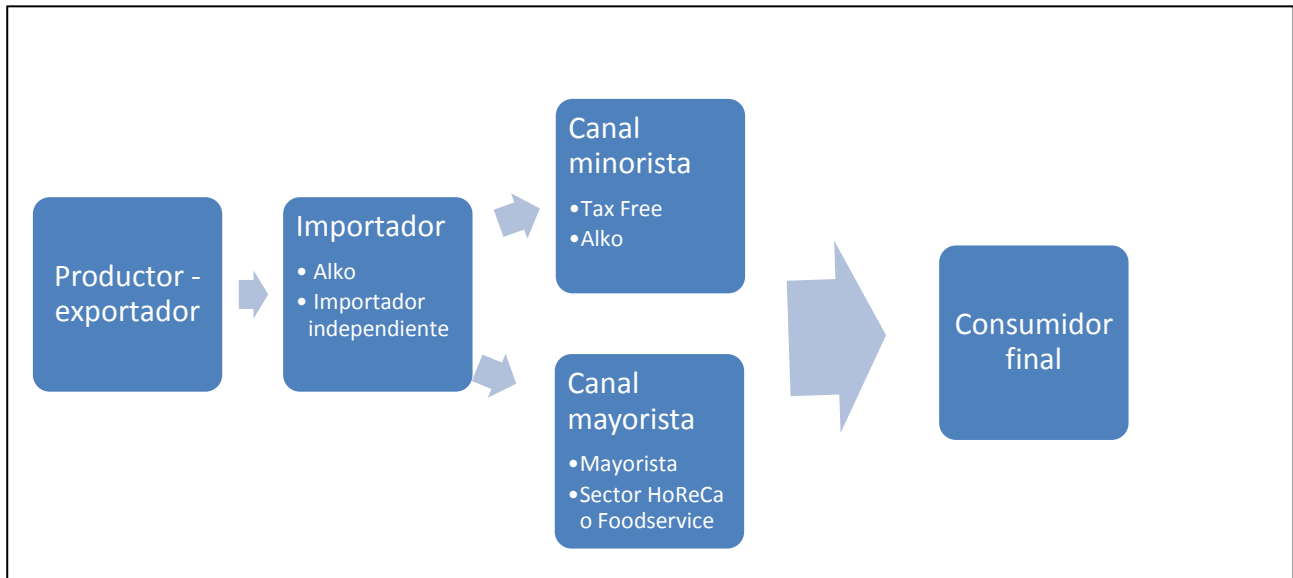 Productor -
exportador
Importador
• Alko
• Importador
independiente
Canal
minorista
•Tax Free
•Alko
Canal
mayorista
•Mayorista
•Sector HoReCa
o Foodservice
Consumidor
final